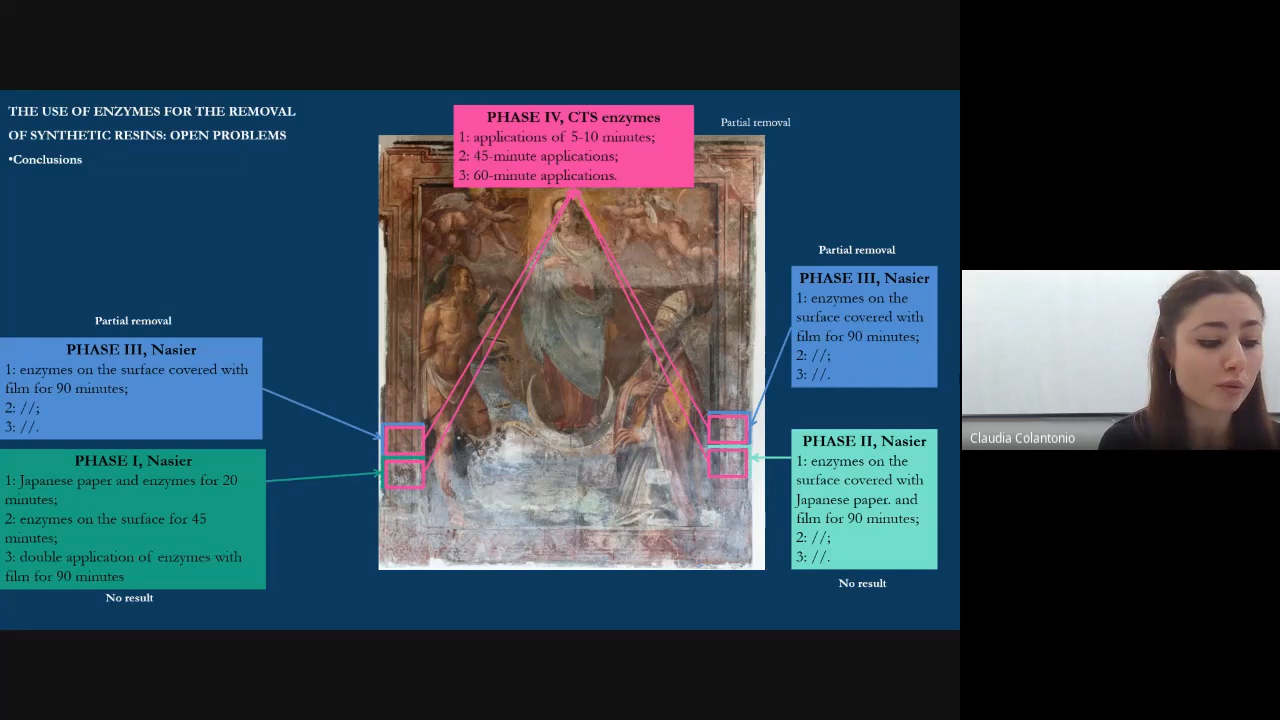 THE USE OF ENZYMES FOR THE REMOVAL
OF SYNTHETIC RESINS: OPEN PROBLEMS
•Conclusions
PHASE IV, CTS enzymes
1: applications of 5-10 minutes;
2: 45-minute applications;
3: 60-minute applications.
Partial removal
Partial removal
PHASE III, Nasier
1: enzymes on the surface covered with
film for 90 minutes;
2: //;
3: //.
PHASE I, Nasier
1: Japanese paper and enzymes for 20
minutes;
2: enzymes on the surface for 45
minutes;
3: double application of enzymes with
film for 90 minutes
No result
Partial removal
PHASE III, Nasier
1: enzymes on the
surface covered with
film for 90 minutes;
2: //;
3: //.
PHASE II, Nasier
1: enzymes on the
surface covered with
Japanese paper. and
film for 90 minutes;
2: //;
3: //.
No result
Claudia Colantonio